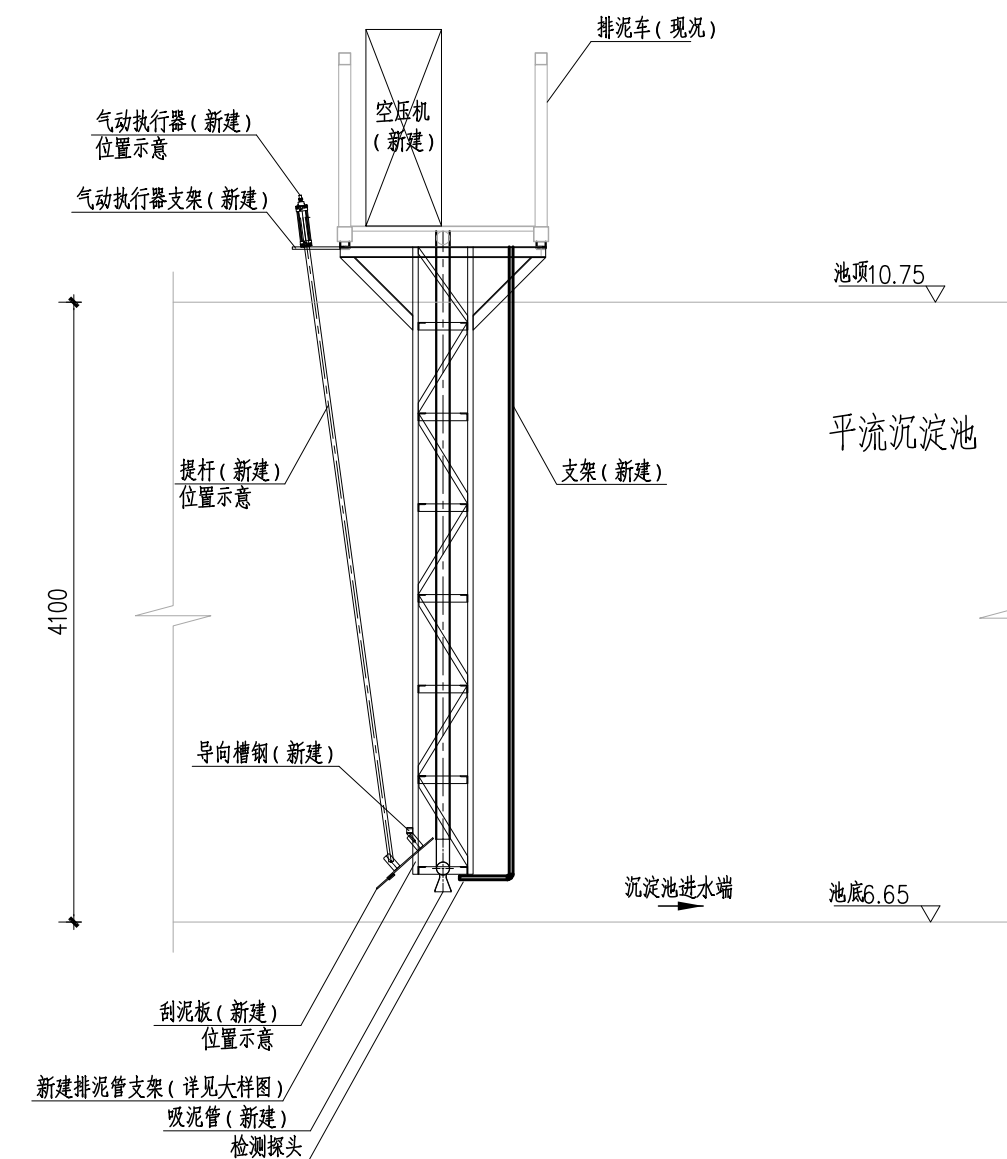 排泥车（现况）
空压机
（新建）
气动执行器（新建）
位置示意
气动执行器支架（新建）
池顶10.75
平流沉淀池
提杆（新建）
位置示意
支架（新建）
4100
导向槽钢（新建）
沉淀池进水端
池底6.65
刮泥板（新建）
位置示意
新建排泥管支架（详见大样图）
吸泥管（新建）
检测探头